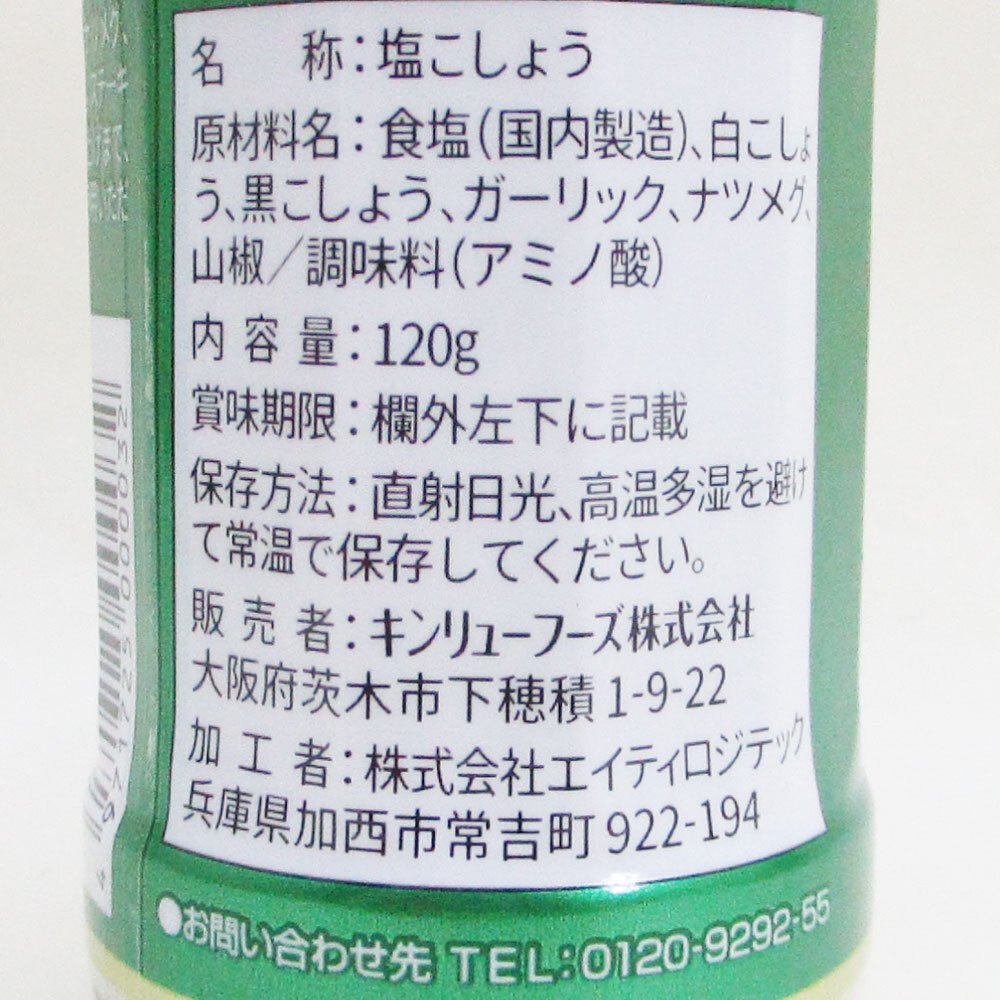 名　称：塩こしょう
原材料名：食塩(国内製造)、白こしょ
う、黒こしょう、ガーリック、ナツメグ、
山椒／調味料(アミノ酸)
内容量：120g
賞味期限：欄外左下に記載
保存方法：直射日光、高温多湿を避け
て常温で保存してください。
販売者：キンリューフーズ株式会社
大阪府茨木市下穂積1-9-22
加工者：株式会社エイティロジテック
兵庫県加西市常吉町922-194
●お問い合わせ先 TEL:0120-9292-55
4 971729 000032